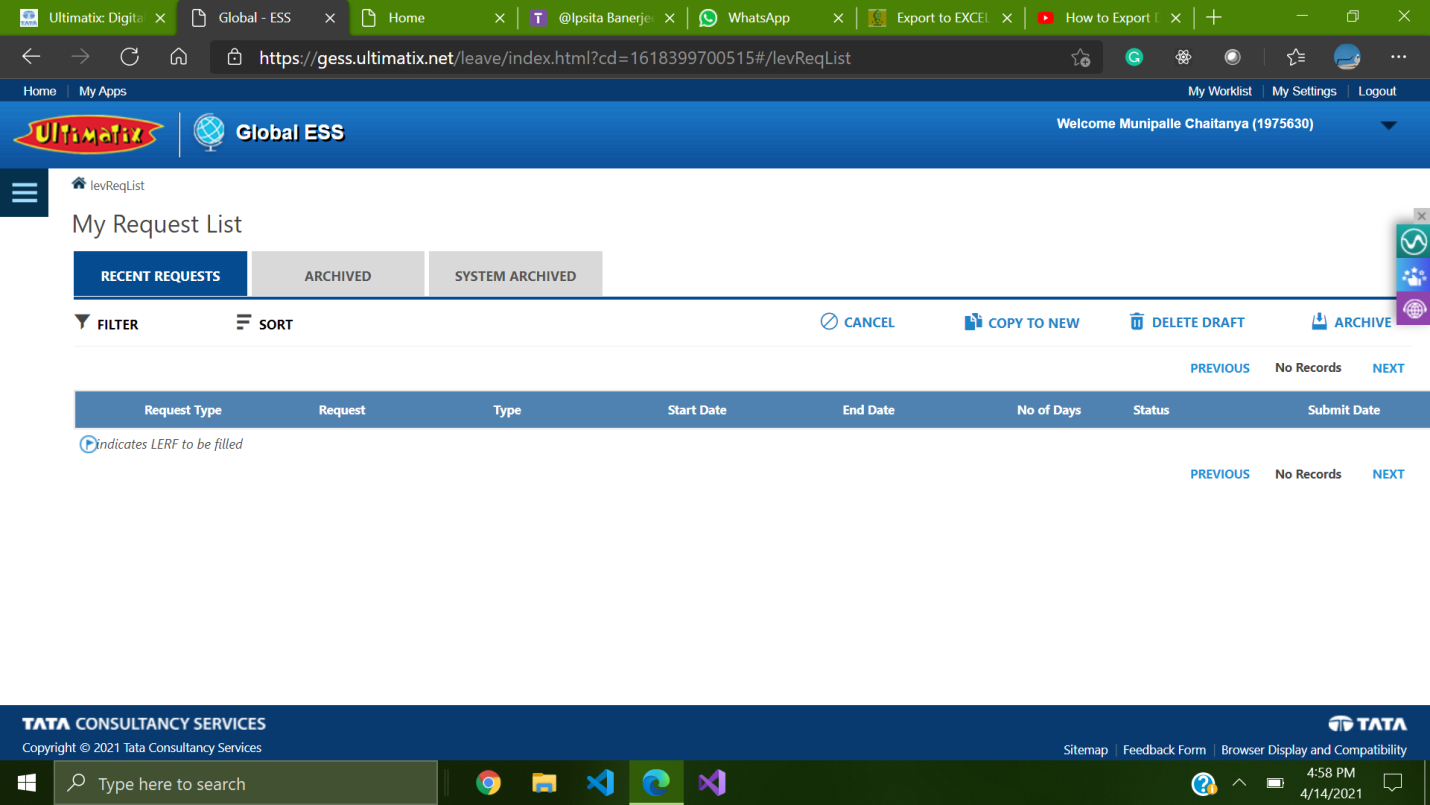 Ultimatix: Digital
Global - ESS
Home
T
@Ipsita Banerjee
WhatsApp
Export to EXCEL
How to Export D
https://gess.ultimatix.net/leave/index.html?cd=1618399700515#/levReqList
Home My Apps
My Worklist My Settings Logout
Ultimatix Global ESS
Welcome Munipalle Chaitanya (1975630)
levReqList
My Request List
RECENT REQUESTS ARCHIVED SYSTEM ARCHIVED
FILTER SORT CANCEL COPY TO NEW DELETE DRAFT ARCHIVE
PREVIOUS No Records NEXT
Request Type Request Type Start Date End Date No of Days Status Submit Date
indicates LERF to be filled
PREVIOUS No Records NEXT
TATA CONSULTANCY SERVICES
TATA
Copyright © 2021 Tata Consultancy Services
Sitemap Feedback Form Browser Display and Compatibility
Type here to search
4:58 PM
4/14/2021